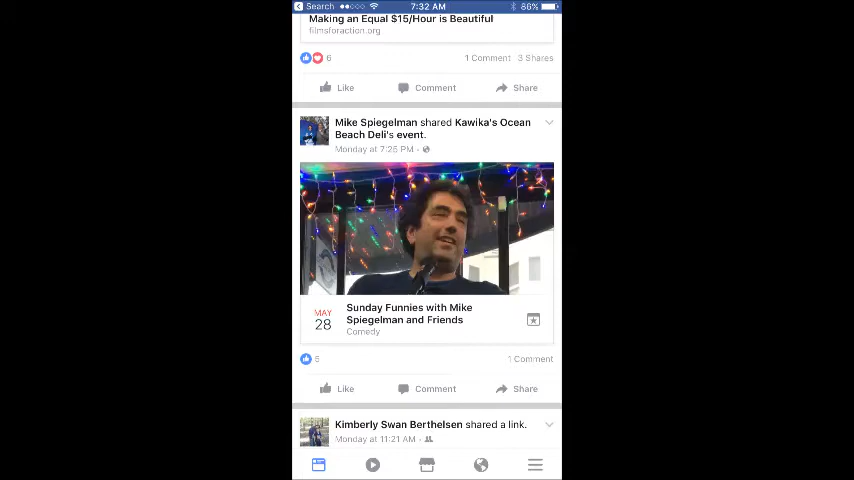 Search 7:32 AM 86%
Making an Equal $15/Hour is Beautiful
filmsforaction.org
6 1 Comment 3 Shares
Like Comment Share
Mike Spiegelman shared Kawika's Ocean
Beach Deli's event.
Monday at 7:25 PM ·
MAY
28
Sunday Funnies with Mike
Spiegelman and Friends
Comedy
5 1 Comment
Like Comment Share
Kimberly Swan Berthelsen shared a link.
Monday at 11:21 AM ·